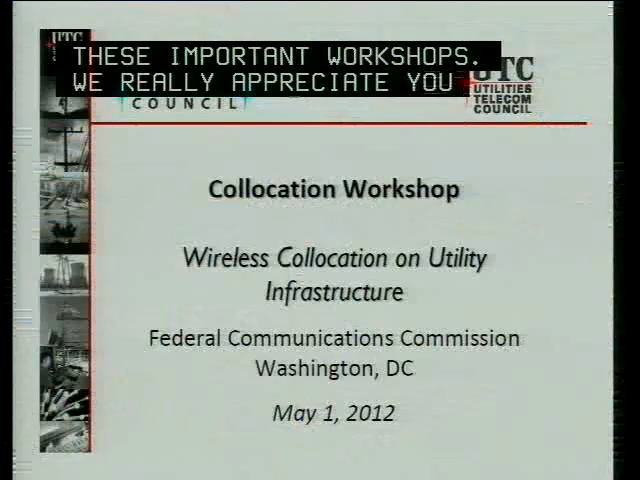 UTC
THESE IMPORTANT WORKSHOPS.
WE REALLY APPRECIATE YOU
COUNCIL
UTC
UTILITIES
TELECOM
COUNCIL
Collocation Workshop
Wireless Collocation on Utility
Infrastructure
Federal Communications Commission
Washington, DC
May 1, 2012